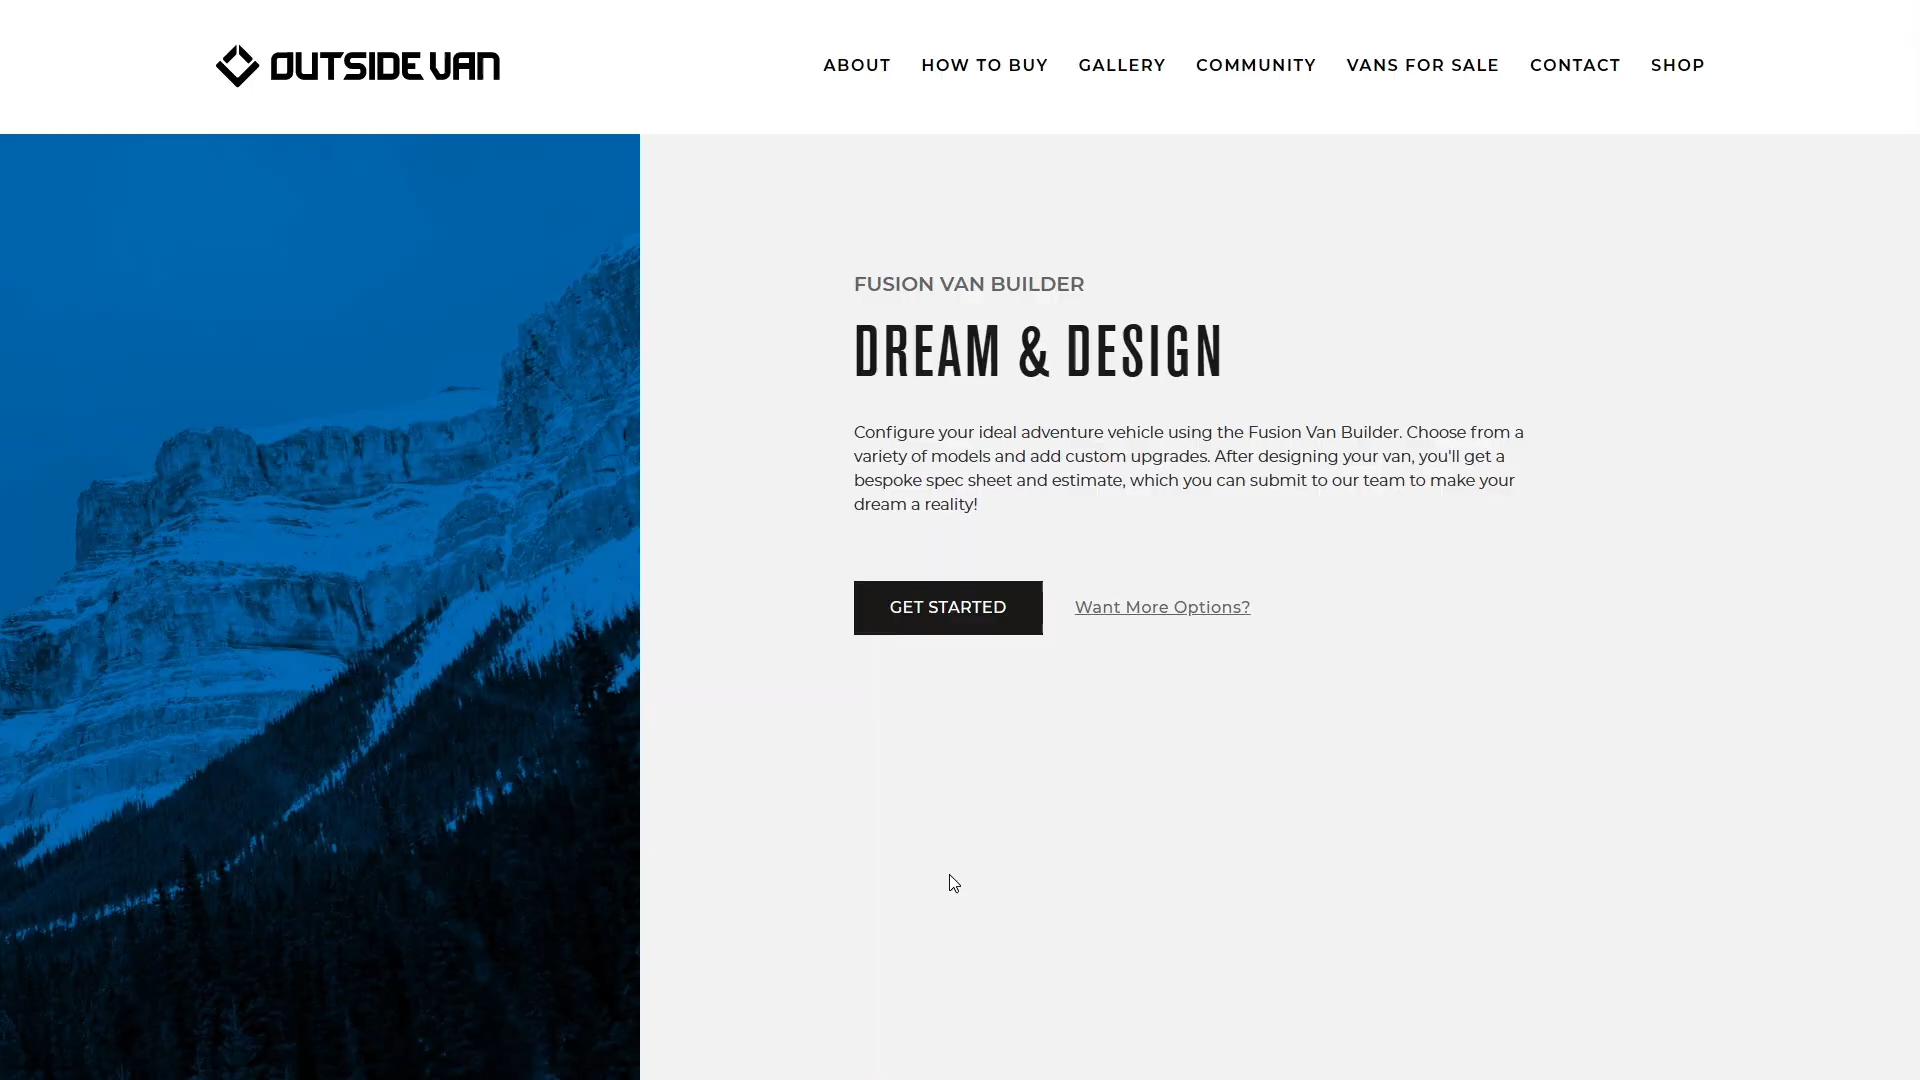 OUTSIDE VAN
ABOUT HOW TO BUY GALLERY COMMUNITY VANS FOR SALE CONTACT SHOP
FUSION VAN BUILDER
DREAM & DESIGN
Configure your ideal adventure vehicle using the Fusion Van Builder. Choose from a
variety of models and add custom upgrades. After designing your van, you'll get a
bespoke spec sheet and estimate, which you can submit to our team to make your
dream a reality!
GET STARTED
Want More Options?